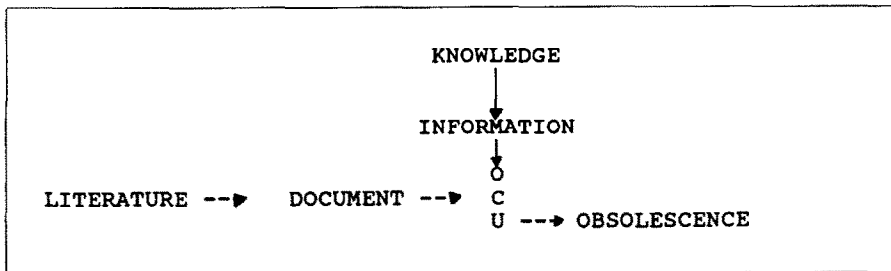 KNOWLEDGE
INFORMATION
O
LITERATURE DOCUMENT C
U OBSOLESCENCE